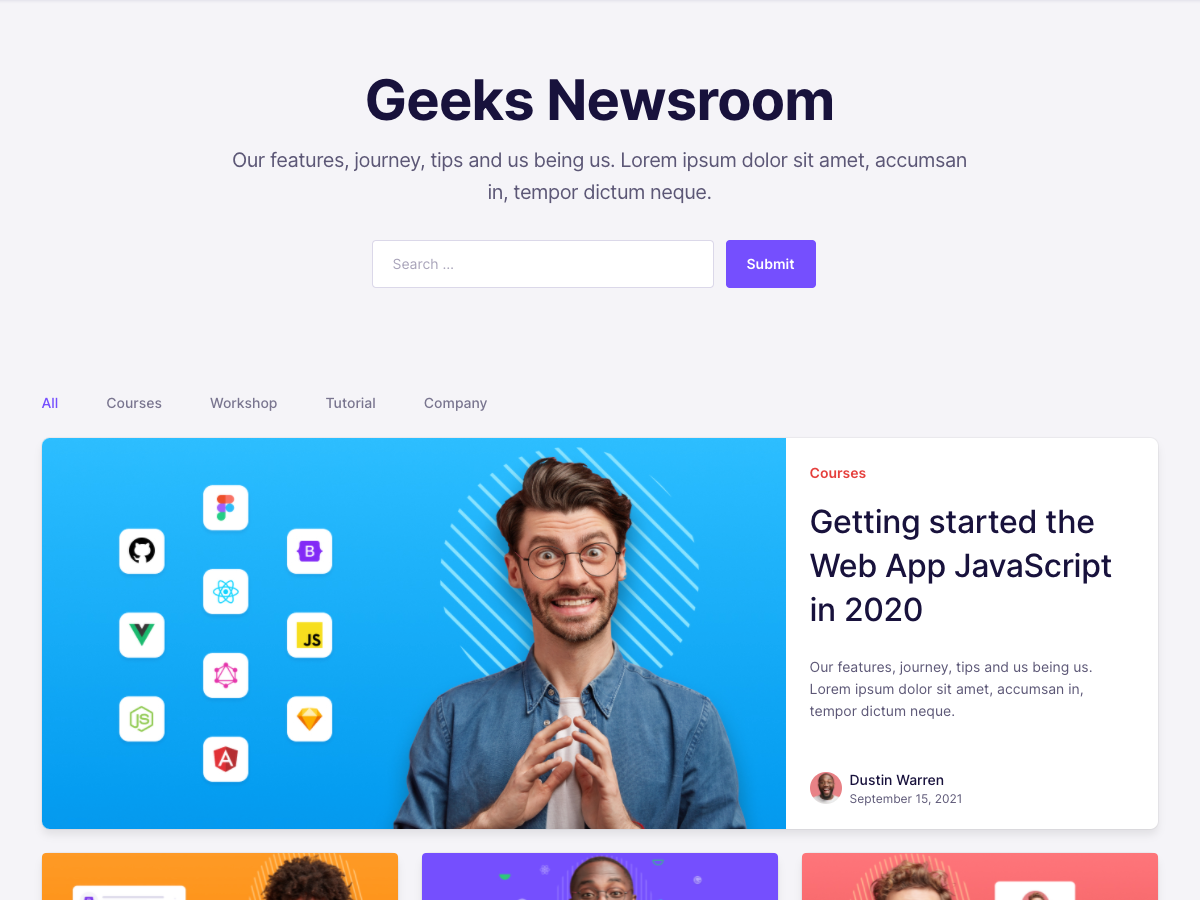 Geeks Newsroom
Our features, journey, tips and us being us. Lorem ipsum dolor sit amet, accumsan
in, tempor dictum neque.
Search ...
Submit
All
Courses
Workshop
Tutorial
Company
B
JS
JS
A
Courses
Getting started the
Web App JavaScript
in 2020
Our features, journey, tips and us being us.
Lorem ipsum dolor sit amet, accumsan in,
tempor dictum neque.
Dustin Warren
September 15, 2021